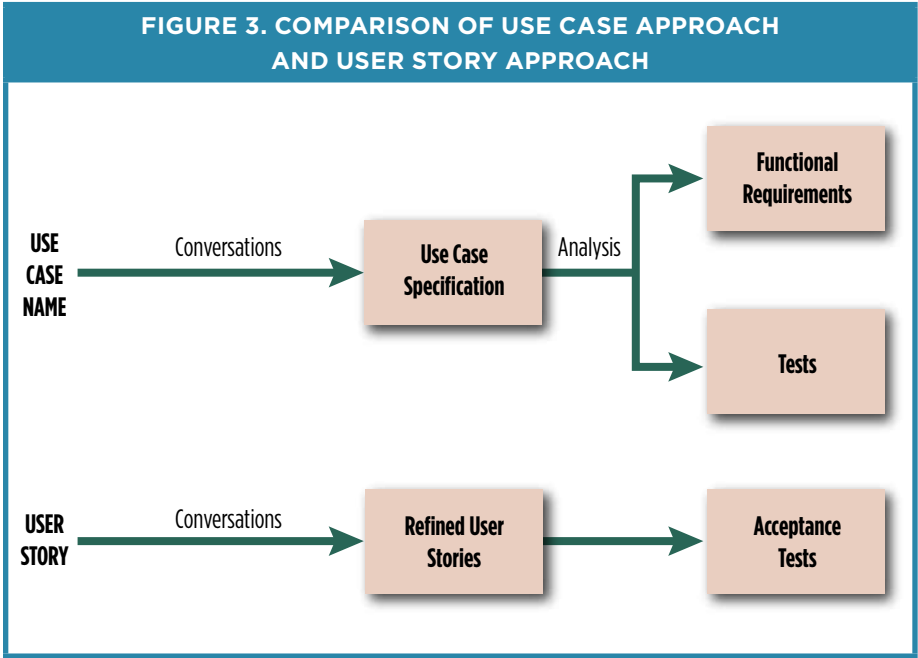 FIGURE 3. COMPARISON OF USE CASE APPROACH
AND USER STORY APPROACH
USE
CASE
NAME
Conversations
Use Case
Specification
Analysis
Functional
Requirements
Tests
USER
STORY
Conversations
Refined User
Stories
Acceptance
Tests